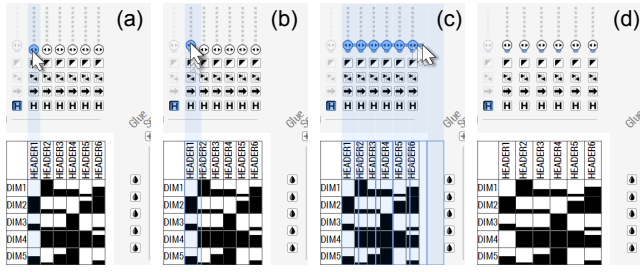 (a) (b) (c) (d)
H H H H H H H
H H H H H H H
H H H H H H H
H H H H H H H
Glue
Glue
Glue
Glue
HEADER1 HEADER2 HEADER3 HEADER4 HEADER5 HEADER6
HEADER1 HEADER2 HEADER3 HEADER4 HEADER5 HEADER6
HEADER1 HEADER2 HEADER3 HEADER4 HEADER5 HEADER6
HEADER1 HEADER2 HEADER3 HEADER4 HEADER5 HEADER6
DIM1 DIM1 DIM1 DIM1
DIM2 DIM2 DIM2 DIM2
DIM3 DIM3 DIM3 DIM3
DIM4 DIM4 DIM4 DIM4
DIM5 DIM5 DIM5 DIM5